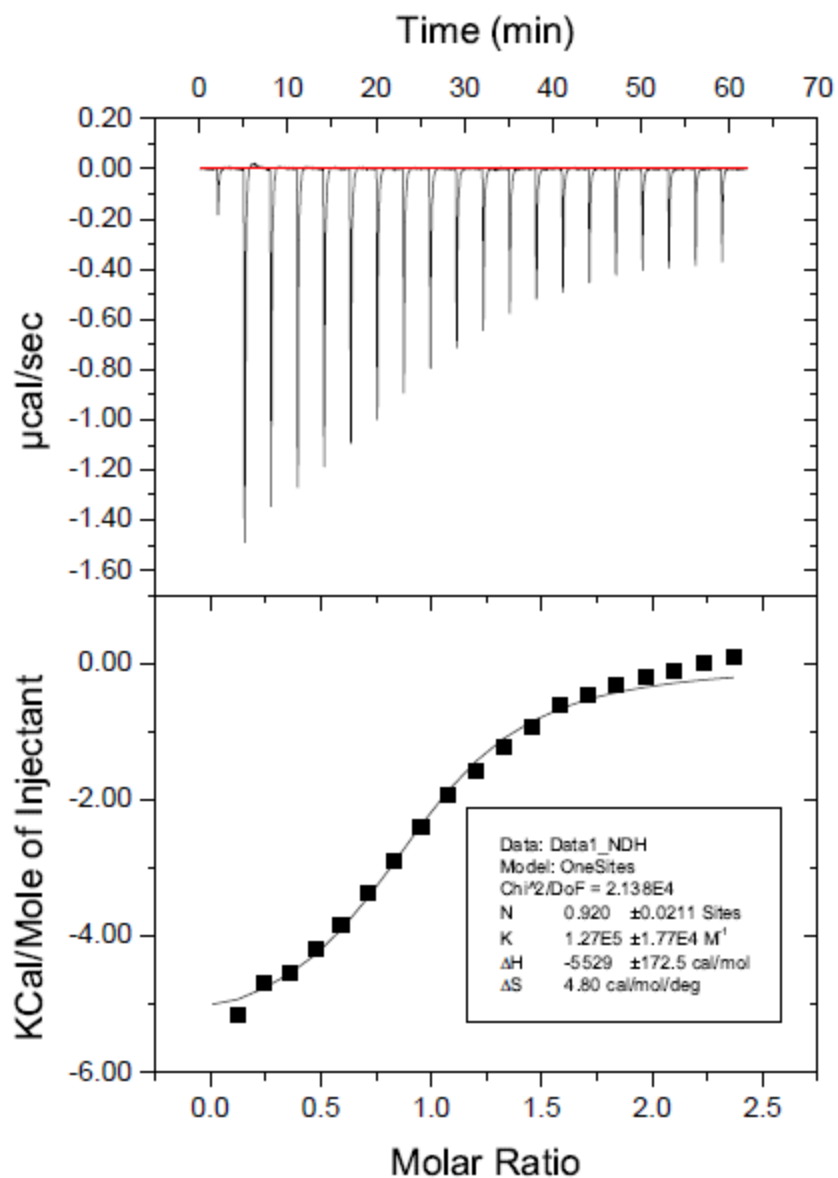 Time (min)
0 10 20 30 40 50 60 70
0.20
0.00
-0.20
-0.40
-0.60
-0.80
-1.00
-1.20
-1.40
-1.60
µcal/sec
0.00
-2.00
-4.00
-6.00
KCal/Mole of Injectant
Data: Data1_NDH
Model: OneSites
Chi^2/DoF = 2.138E4
N 0.920 ±0.0211 Sites
K 1.27E5 ±1.77E4 M⁻¹
ΔH -5529 ±172.5 cal/mol
ΔS 4.80 cal/mol/deg
0.0 0.5 1.0 1.5 2.0 2.5
Molar Ratio